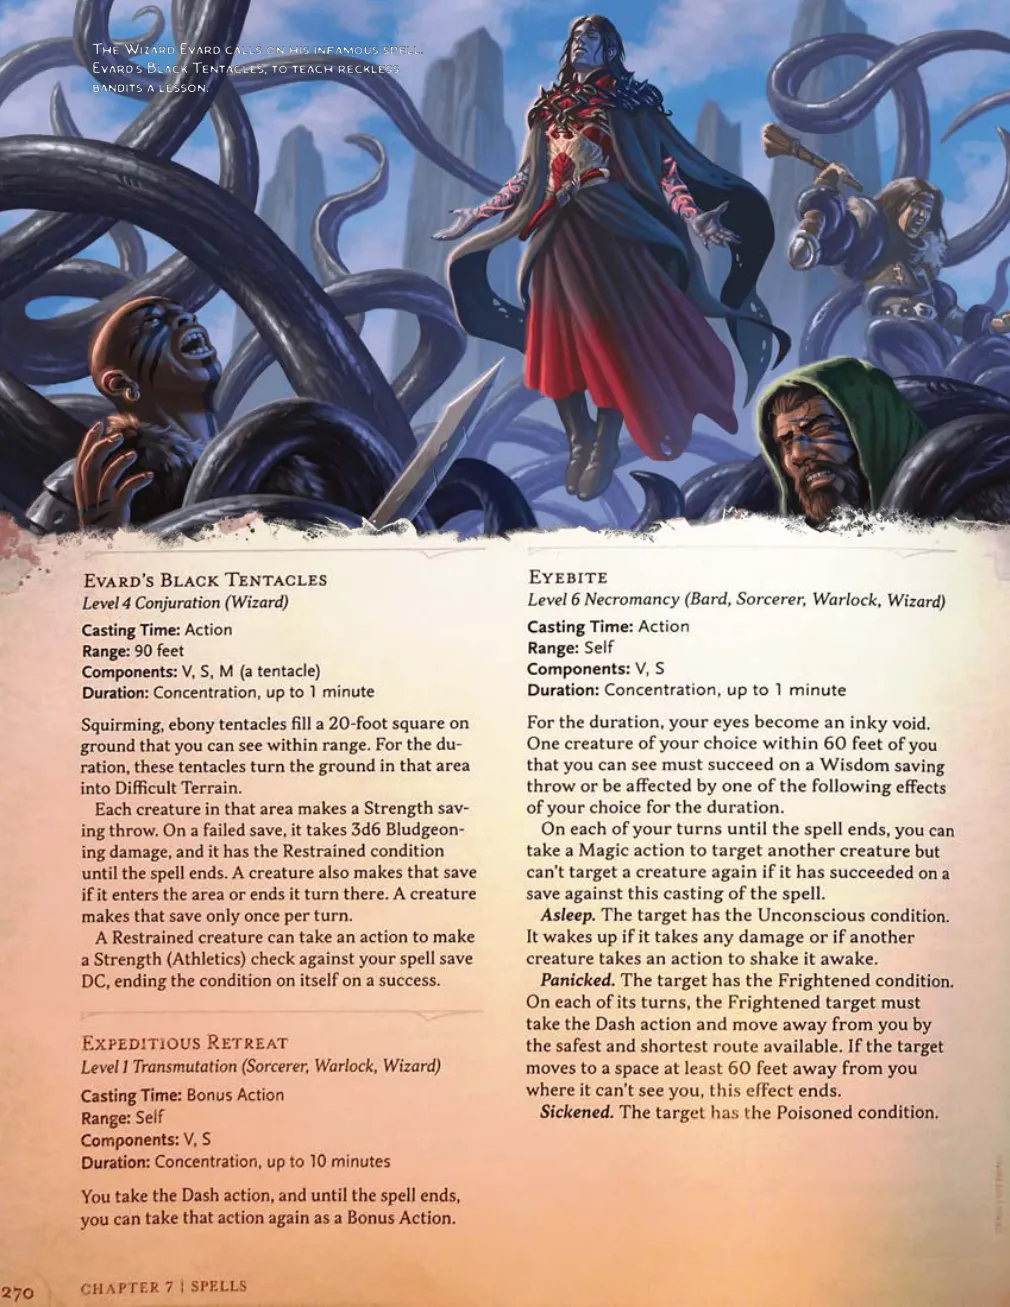 The Wizard Evard calls on his infamous spell,
Evard's Black Tentacles, to teach reckless
bandits a lesson.
Evard's Black Tentacles
Level 4 Conjuration (Wizard)
Casting Time: Action
Range: 90 feet
Components: V, S, M (a tentacle)
Duration: Concentration, up to 1 minute
Squirming, ebony tentacles fill a 20-foot square on
ground that you can see within range. For the du-
ration, these tentacles turn the ground in that area
into Difficult Terrain.
Each creature in that area makes a Strength sav-
ing throw. On a failed save, it takes 3d6 Bludgeon-
ing damage, and it has the Restrained condition
until the spell ends. A creature also makes that save
if it enters the area or ends it turn there. A creature
makes that save only once per turn.
A Restrained creature can take an action to make
a Strength (Athletics) check against your spell save
DC, ending the condition on itself on a success.
Expeditious Retreat
Level 1 Transmutation (Sorcerer, Warlock, Wizard)
Casting Time: Bonus Action
Range: Self
Components: V, S
Duration: Concentration, up to 10 minutes
You take the Dash action, and until the spell ends,
you can take that action again as a Bonus Action.
Eyebite
Level 6 Necromancy (Bard, Sorcerer, Warlock, Wizard)
Casting Time: Action
Range: Self
Components: V, S
Duration: Concentration, up to 1 minute
For the duration, your eyes become an inky void.
One creature of your choice within 60 feet of you
that you can see must succeed on a Wisdom saving
throw or be affected by one of the following effects
of your choice for the duration.
On each of your turns until the spell ends, you can
take a Magic action to target another creature but
can't target a creature again if it has succeeded on a
save against this casting of the spell.
Asleep. The target has the Unconscious condition.
It wakes up if it takes any damage or if another
creature takes an action to shake it awake.
Panicked. The target has the Frightened condition.
On each of its turns, the Frightened target must
take the Dash action and move away from you by
the safest and shortest route available. If the target
moves to a space at least 60 feet away from you
where it can't see you, this effect ends.
Sickened. The target has the Poisoned condition.
270 CHAPTER 7 | SPELLS